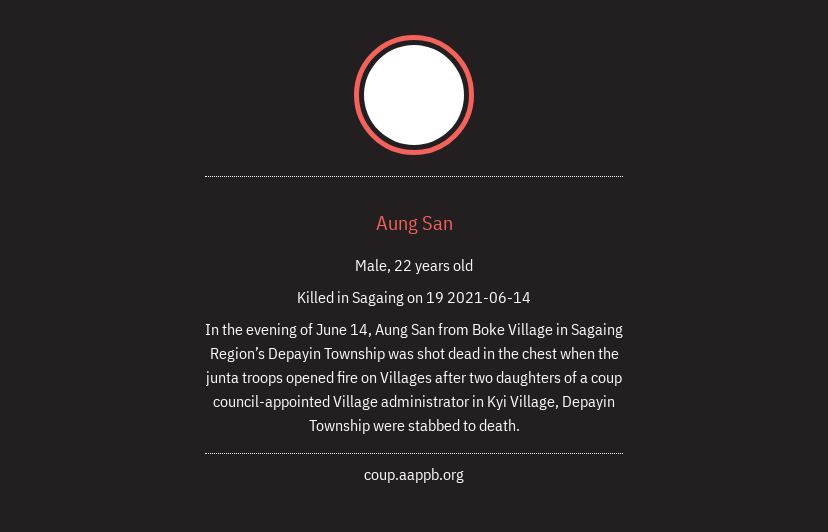 Aung San
Male, 22 years old
Killed in Sagaing on 19 2021-06-14
In the evening of June 14, Aung San from Boke Village in Sagaing
Region’s Depayin Township was shot dead in the chest when the
junta troops opened fire on Villages after two daughters of a coup
council-appointed Village administrator in Kyi Village, Depayin
Township were stabbed to death.
coup.aappb.org